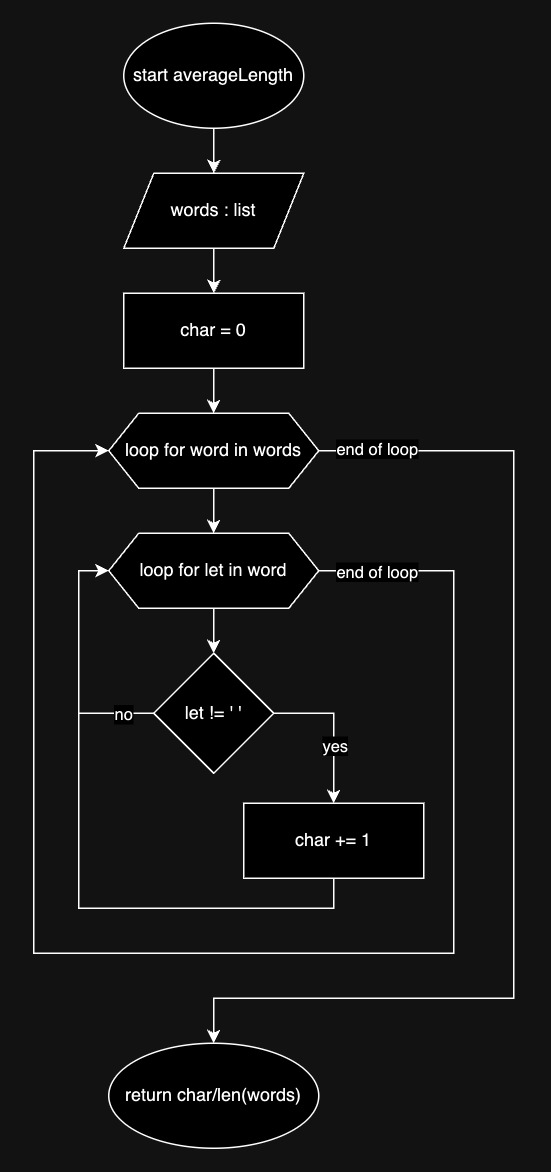 start averageLength
words : list
char = 0
loop for word in words
end of loop
loop for let in word
end of loop
let != ' '
no
yes
char += 1
return char/len(words)